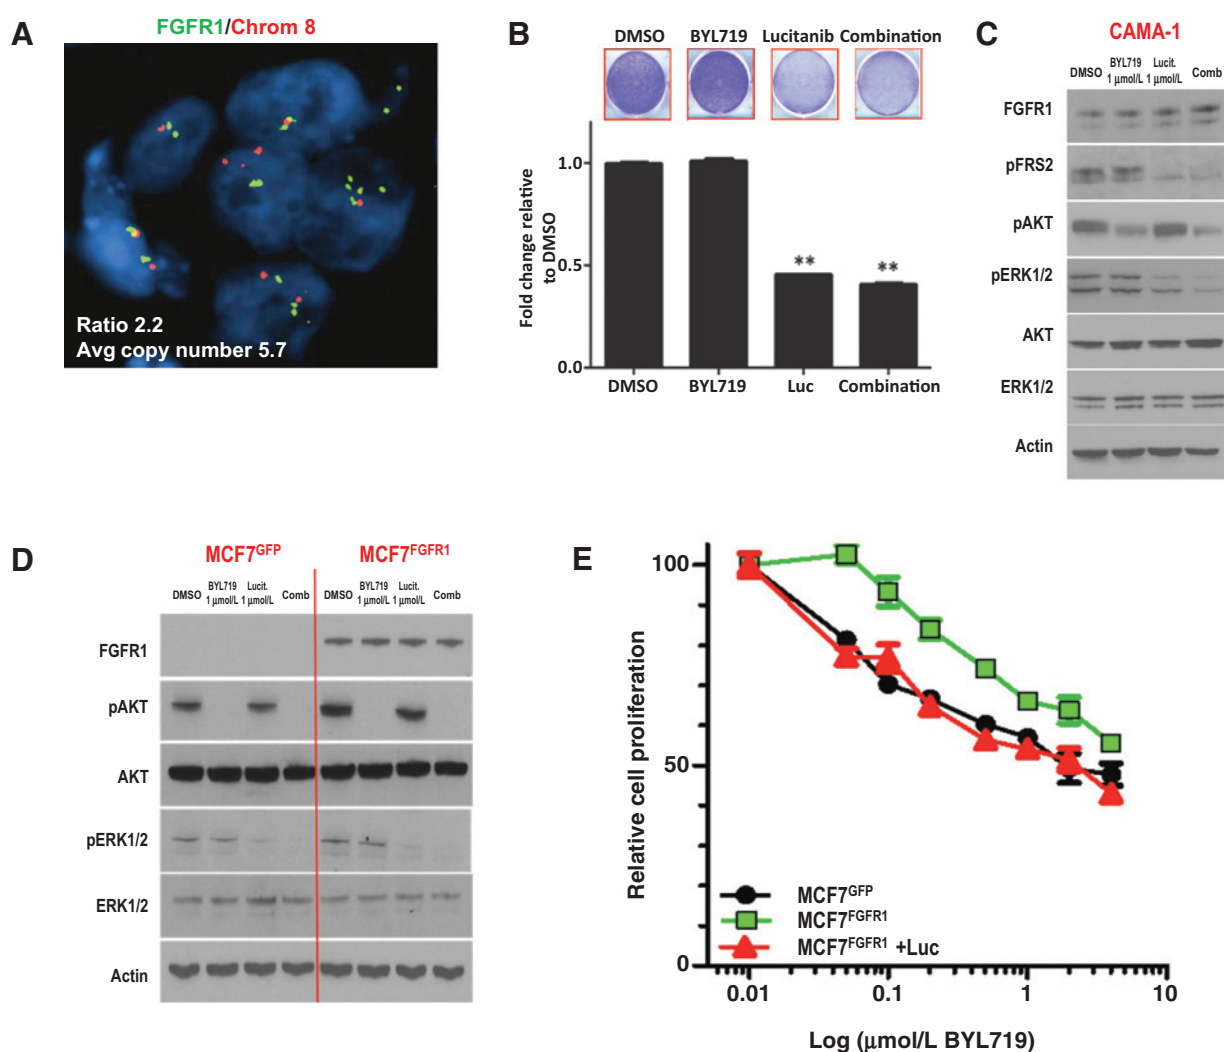 A
FGFR1/Chrom 8
Ratio 2.2
Avg copy number 5.7
B
DMSO BYL719 Lucitanib Combination
Fold change relative
to DMSO
1.0
0.5
0.0
** **
DMSO BYL719 Luc Combination
C
CAMA-1
DMSO BYL719 1 μmol/L Lucit. 1 μmol/L Comb
FGFR1
pFRS2
pAKT
pERK1/2
AKT
ERK1/2
Actin
D
MCF7GFP MCF7FGFR1
DMSO BYL719 1 μmol/L Lucit. 1 μmol/L Comb DMSO BYL719 1 μmol/L Lucit. 1 μmol/L Comb
FGFR1
pAKT
AKT
pERK1/2
ERK1/2
Actin
E
Relative cell proliferation
100
50
0
MCF7GFP
MCF7FGFR1
MCF7FGFR1 +Luc
0.01 0.1 1 10
Log (μmol/L BYL719)